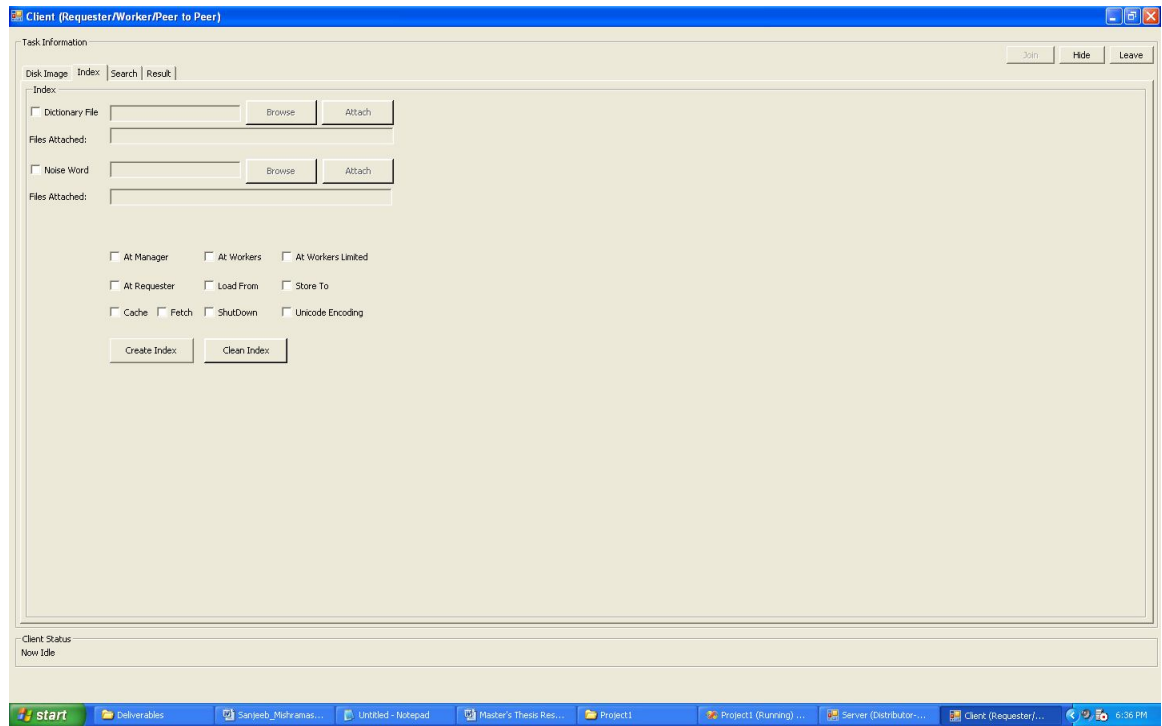 Client (Requester/Worker/Peer to Peer)
Task Information
Join Hide Leave
Disk Image Index Search Result
Index
Dictionary File Browse Attach
Files Attached:
Noise Word Browse Attach
Files Attached:
At Manager At Workers At Workers Limited
At Requester Load From Store To
Cache Fetch ShutDown Unicode Encoding
Create Index Clean Index
Client Status
Now Idle
start Deliverables Sanjeeb_Mishramas... Untitled - Notepad Master's Thesis Res... Project1 Project1 (Running) ... Server (Distributor-... Client (Requester/... 6:36 PM